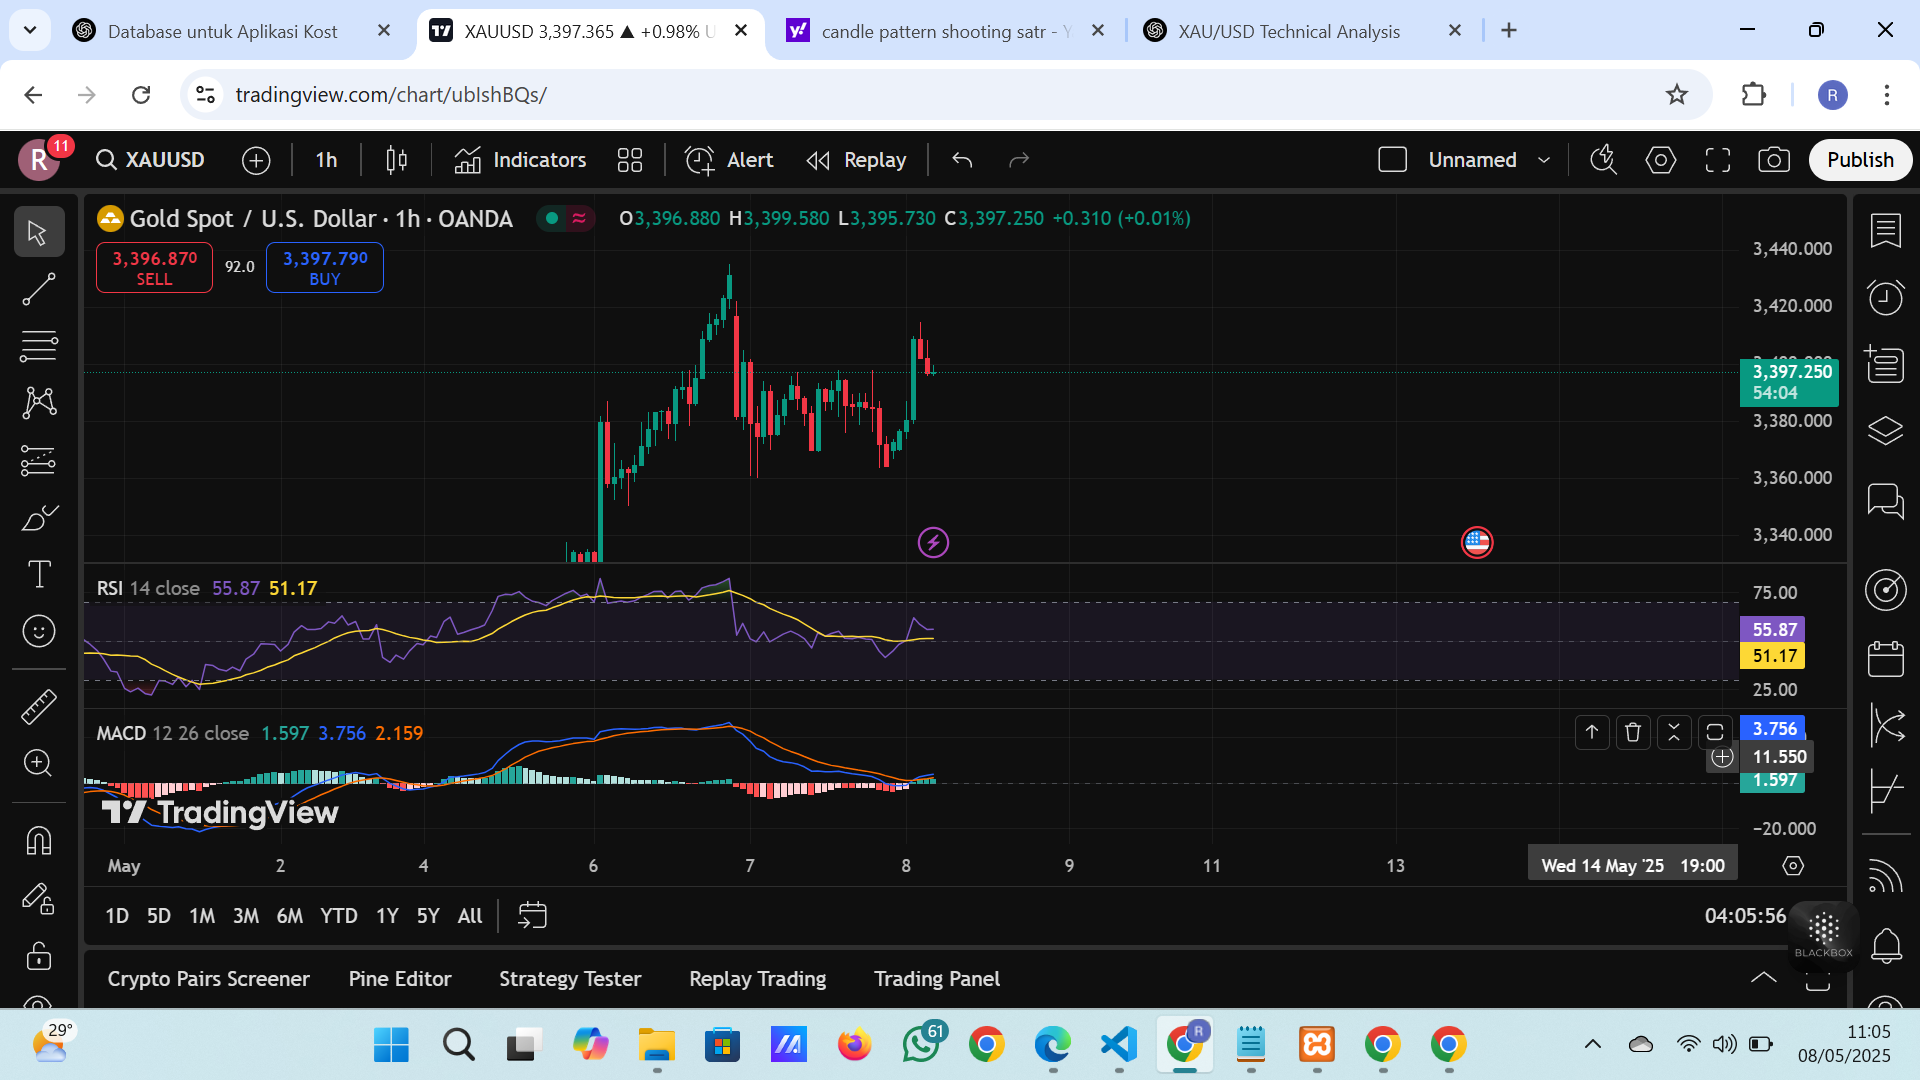 Database untuk Aplikasi Kost
XAUUSD 3,397.365 ▲ +0.98% U
candle pattern shooting satr - Y
XAU/USD Technical Analysis
tradingview.com/chart/ubIshBQs/
R
R
11
XAUUSD
1h
Indicators
Alert
Replay
Unnamed
Publish
Gold Spot / U.S. Dollar · 1h · OANDA
O3,396.880 H3,399.580 L3,395.730 C3,397.250 +0.310 (+0.01%)
3,396.870
SELL
92.0
3,397.790
BUY
3,440.000
3,420.000
3,397.250
54:04
3,380.000
3,360.000
3,340.000
RSI 14 close 55.87 51.17
75.00
55.87
51.17
25.00
MACD 12 26 close 1.597 3.756 2.159
3.756
11.550
1.597
−20.000
TradingView
May 2 4 6 7 8 9 11 13
Wed 14 May '25 19:00
1D 5D 1M 3M 6M YTD 1Y 5Y All
04:05:56
BLACKBOX
Crypto Pairs Screener
Pine Editor
Strategy Tester
Replay Trading
Trading Panel
29°
61
R
11:05
08/05/2025